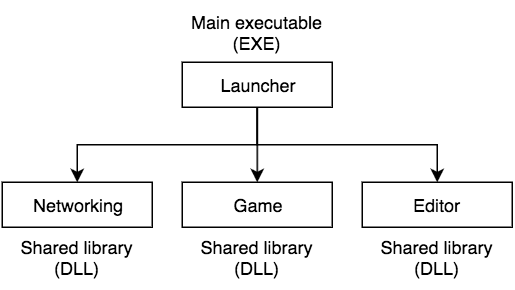 Main executable
(EXE)
Launcher
Networking
Game
Editor
Shared library
(DLL)
Shared library
(DLL)
Shared library
(DLL)